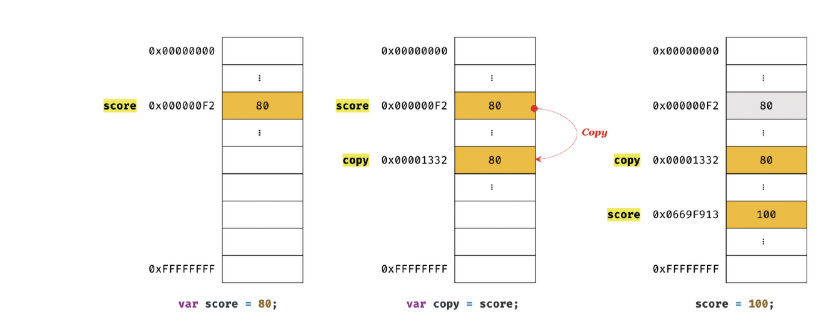 0x00000000
⋮
score 0x000000F2 80
⋮
0xFFFFFFFF
var score = 80;
0x00000000
⋮
score 0x000000F2 80
⋮
Copy
copy 0x00001332 80
⋮
0xFFFFFFFF
var copy = score;
0x00000000
⋮
0x000000F2 80
⋮
copy 0x00001332 80
⋮
score 0x0669F913 100
⋮
0xFFFFFFFF
score = 100;